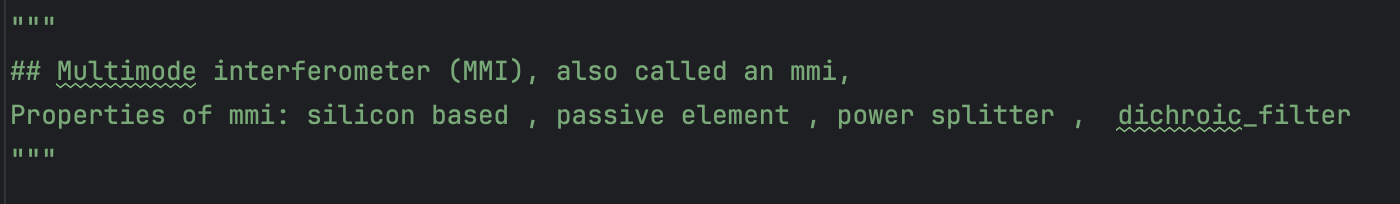 """
## Multimode interferometer (MMI), also called an mmi,
Properties of mmi: silicon based , passive element , power splitter ,  dichroic_filter
"""